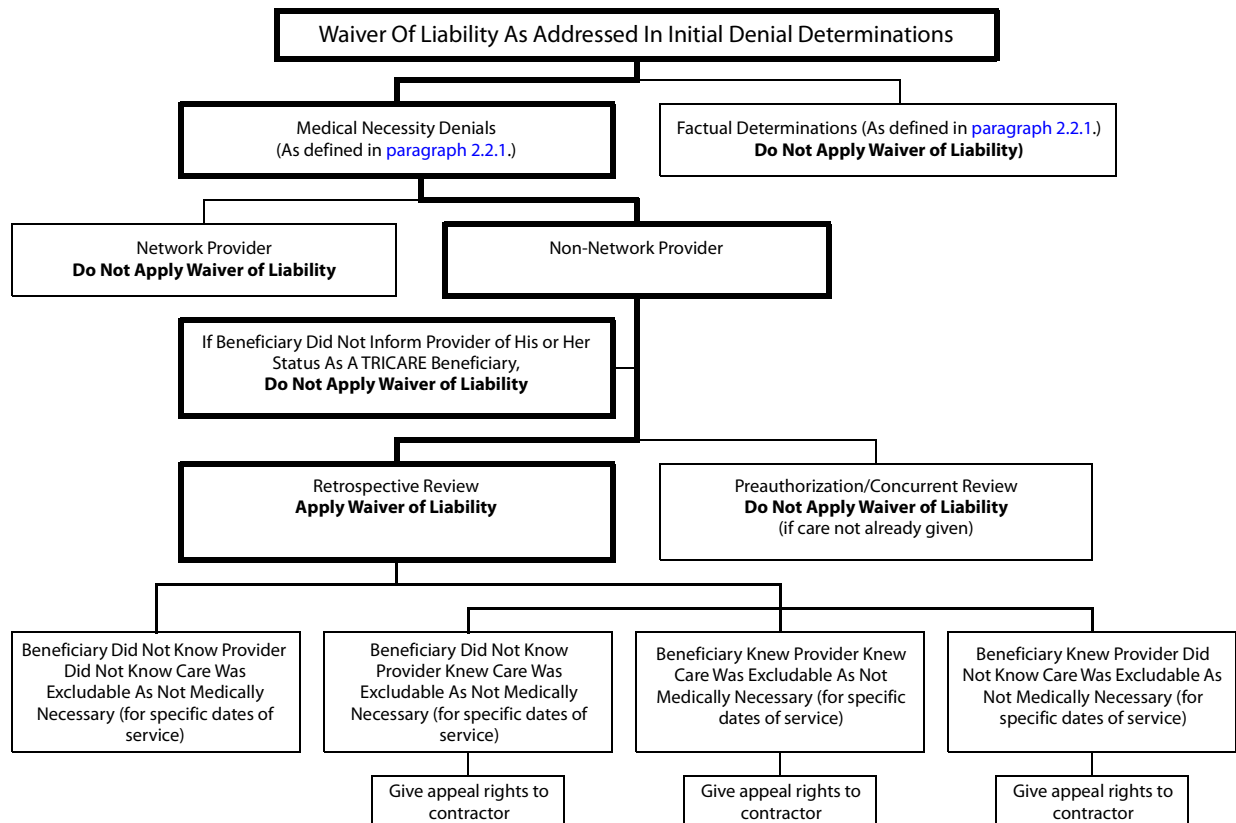 Waiver Of Liability As Addressed In Initial Denial Determinations
Medical Necessity Denials
(As defined in paragraph 2.2.1.)
Factual Determinations (As defined in paragraph 2.2.1.)
Do Not Apply Waiver of Liability)
Network Provider
Do Not Apply Waiver of Liability
Non-Network Provider
If Beneficiary Did Not Inform Provider of His or Her
Status As A TRICARE Beneficiary,
Do Not Apply Waiver of Liability
Retrospective Review
Apply Waiver of Liability
Preauthorization/Concurrent Review
Do Not Apply Waiver of Liability
(if care not already given)
Beneficiary Did Not Know Provider
Did Not Know Care Was
Excludable As Not Medically
Necessary (for specific dates of
service)
Beneficiary Did Not Know
Provider Knew Care Was
Excludable As Not Medically
Necessary (for specific dates of
service)
Beneficiary Knew Provider Knew
Care Was Excludable As Not
Medically Necessary (for specific
dates of service)
Beneficiary Knew Provider Did
Not Know Care Was Excludable As
Not Medically Necessary (for
specific dates of service)
Give appeal rights to
contractor
Give appeal rights to
contractor
Give appeal rights to
contractor